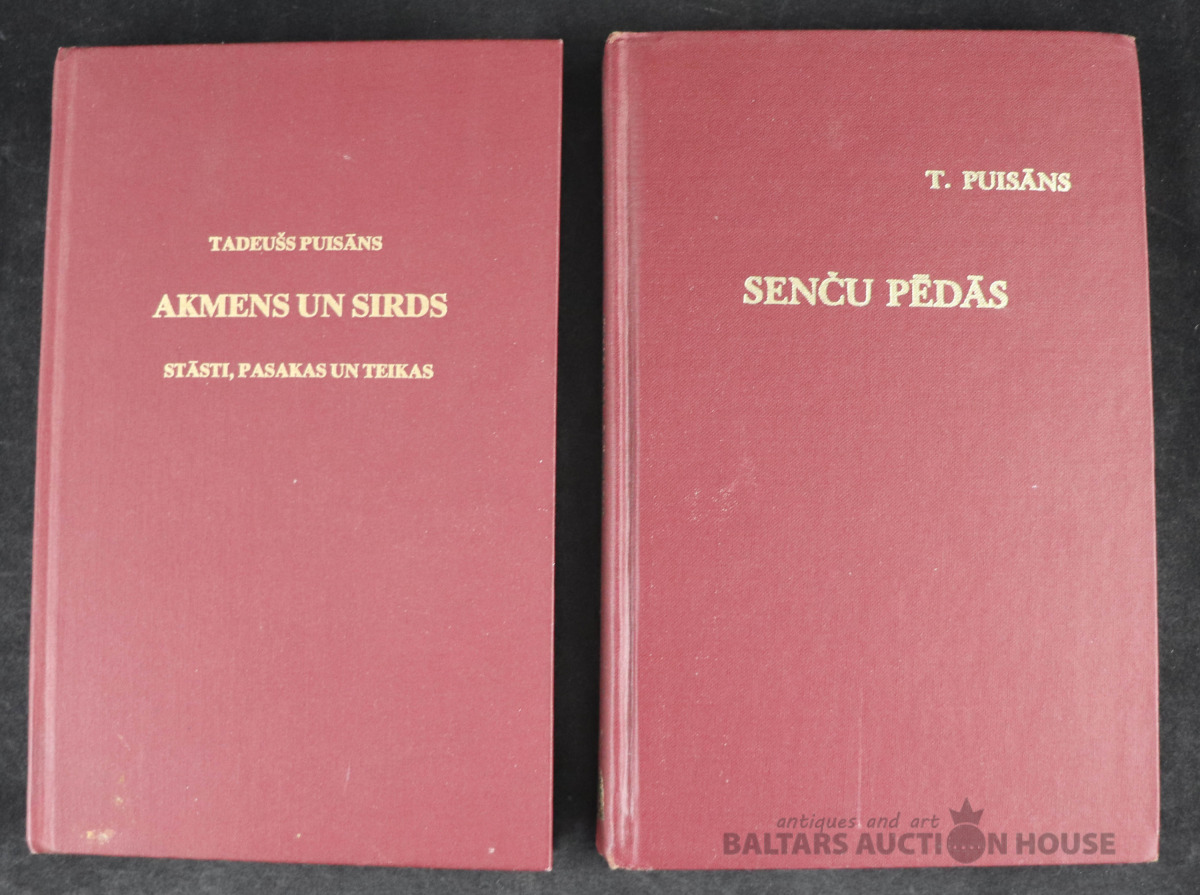 TADEUŠS PUISĀNS
AKMENS UN SIRDS
STĀSTI, PASAKAS UN TEIKAS
T. PUISĀNS
SENČU PĒDĀS
antiques and art
BALTARS AUCTION HOUSE